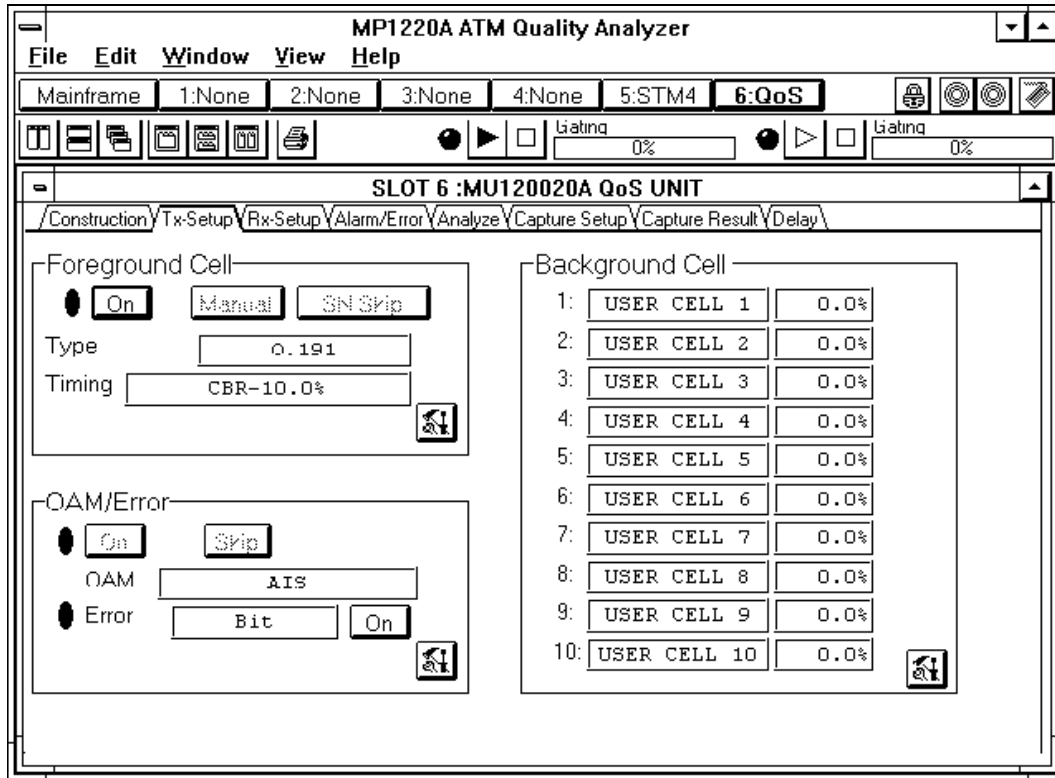 MP1220A ATM Quality Analyzer
File Edit Window View Help
Mainframe 1:None 2:None 3:None 4:None 5:STM4 6:QoS
Gating Gating
0% 0%
SLOT 6 :MU120020A QoS UNIT
Construction Tx-Setup Rx-Setup Alarm/Error Analyze Capture Setup Capture Result Delay
Foreground Cell
On Manual SN Skip
Type O.191
Timing CBR-10.0%
OAM/Error
On Skip
OAM AIS
Error Bit On
Background Cell
1: USER CELL 1 0.0%
2: USER CELL 2 0.0%
3: USER CELL 3 0.0%
4: USER CELL 4 0.0%
5: USER CELL 5 0.0%
6: USER CELL 6 0.0%
7: USER CELL 7 0.0%
8: USER CELL 8 0.0%
9: USER CELL 9 0.0%
10: USER CELL 10 0.0%